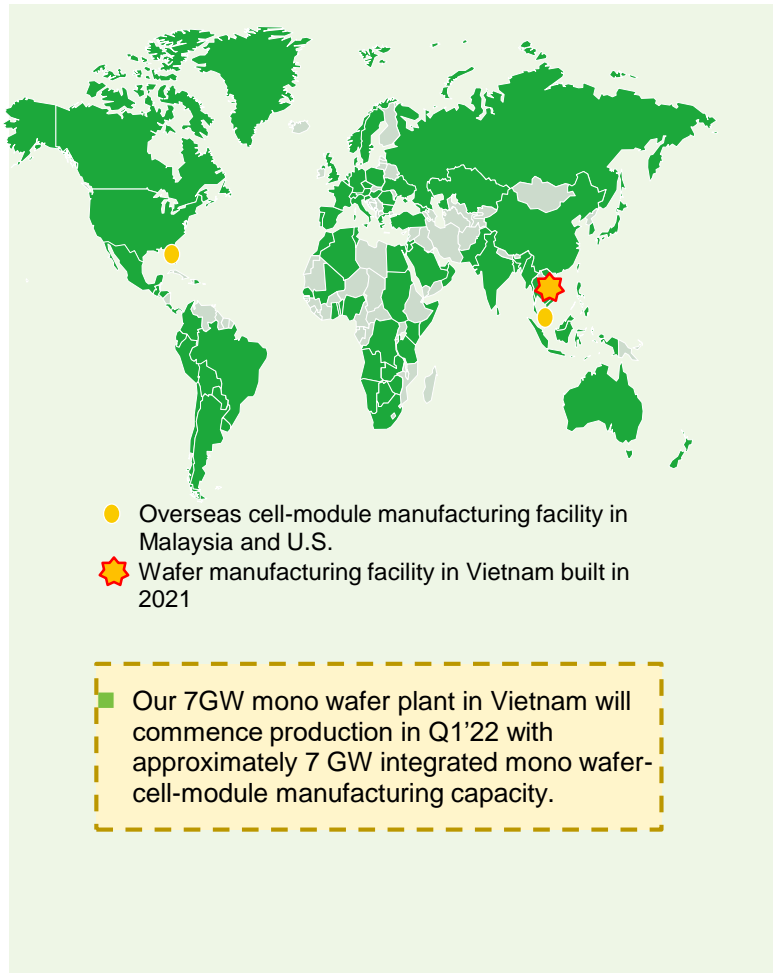 Overseas cell-module manufacturing facility in
Malaysia and U.S.
Wafer manufacturing facility in Vietnam built in
2021
Our 7GW mono wafer plant in Vietnam will
commence production in Q1’22 with
approximately 7 GW integrated mono wafer-
cell-module manufacturing capacity.